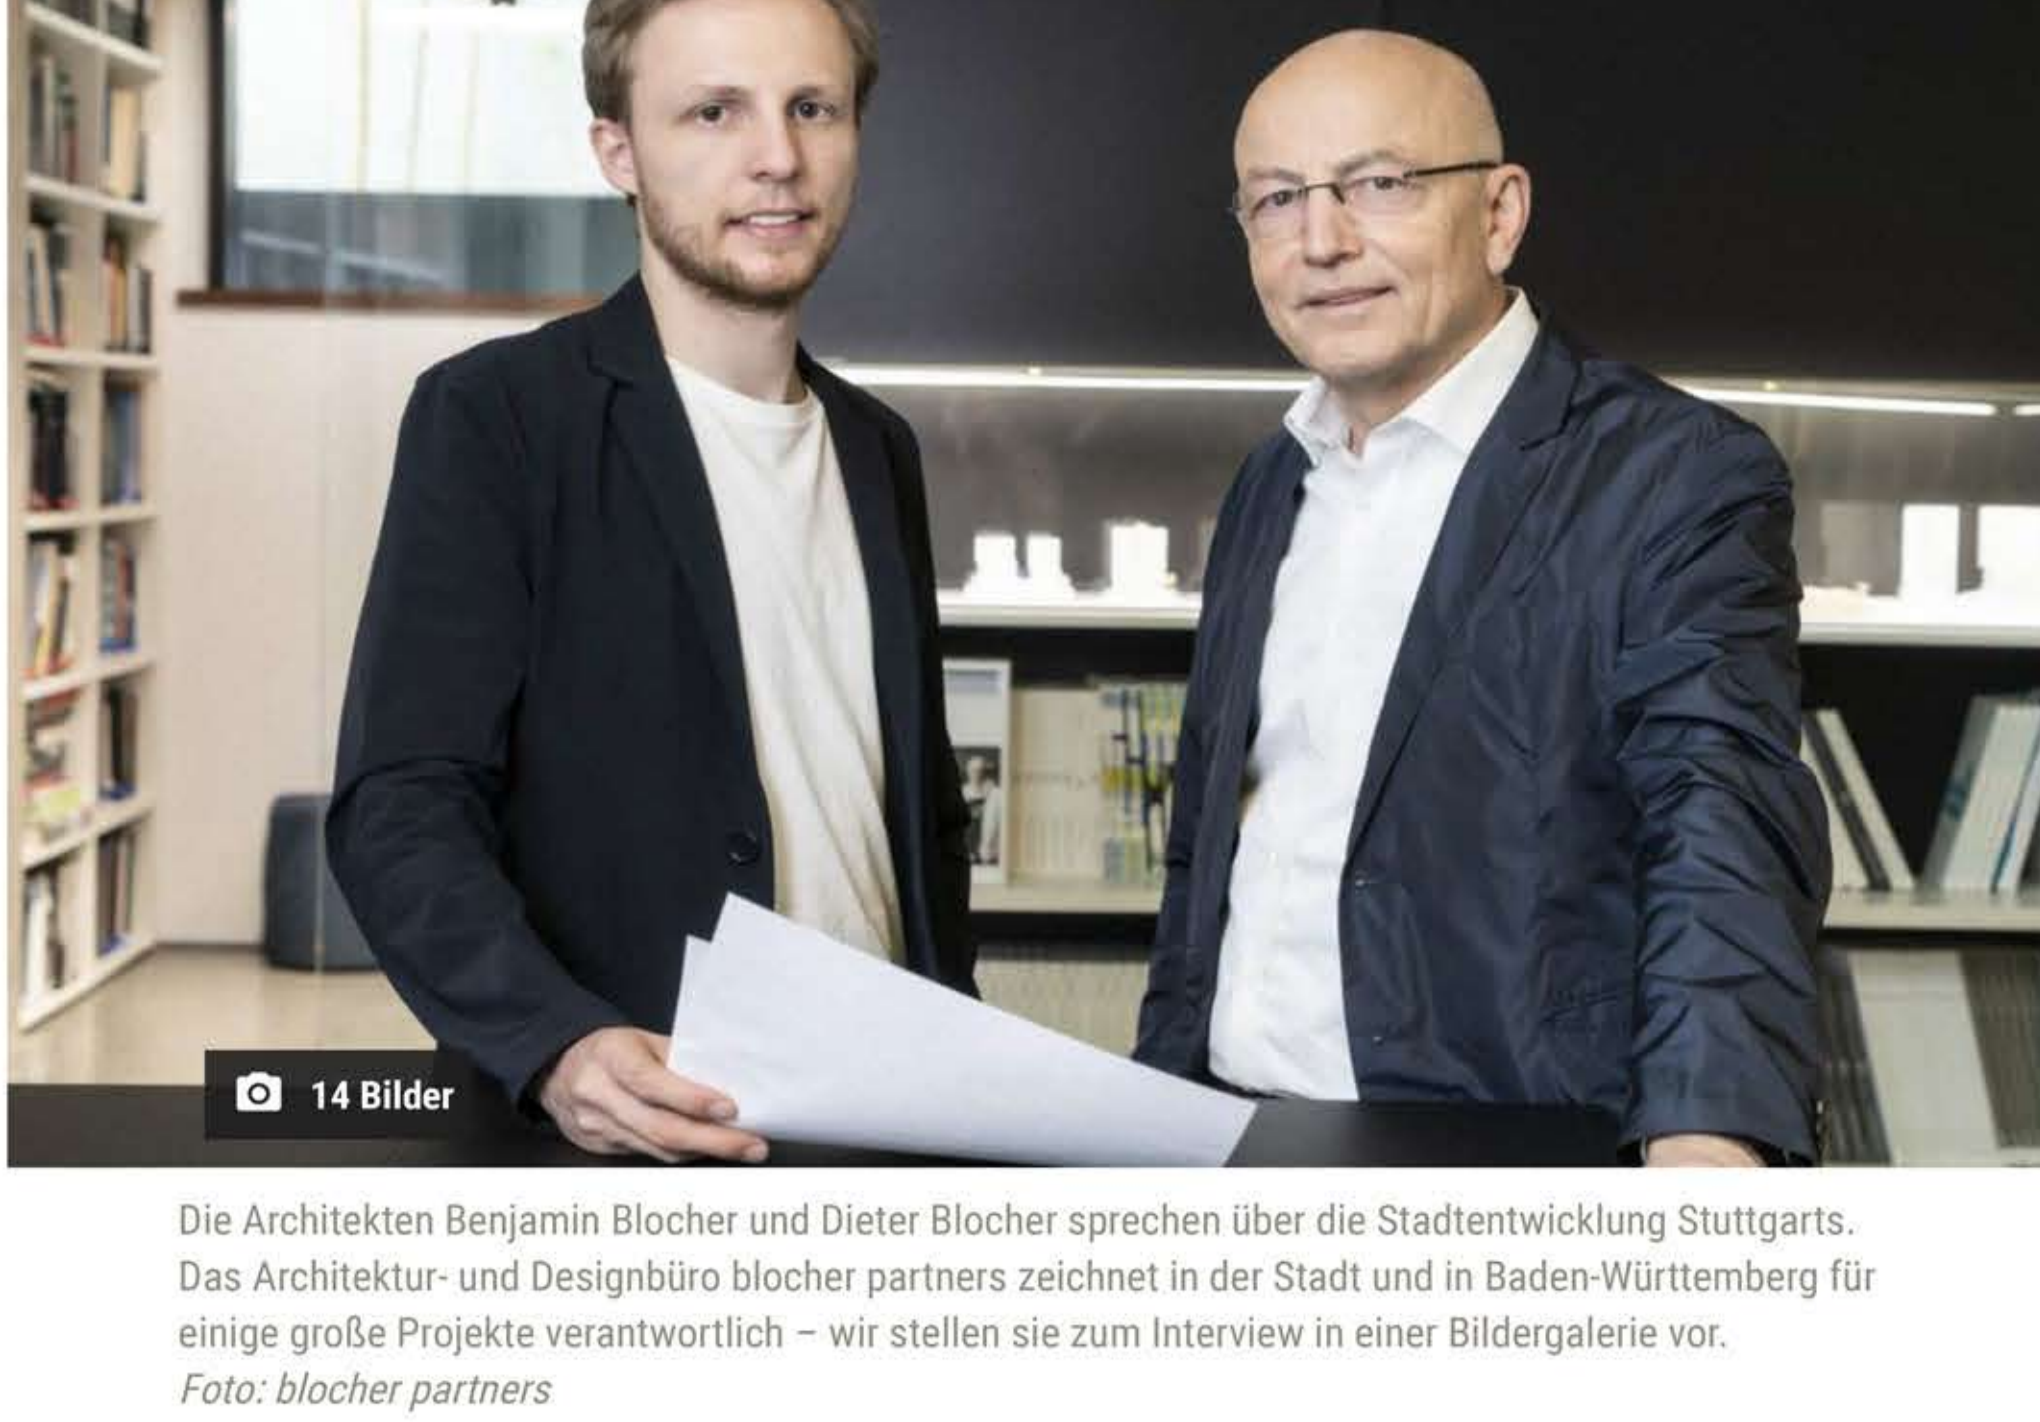 14 Bilder
Die Architekten Benjamin Blocher und Dieter Blocher sprechen über die Stadtentwicklung Stuttgarts.
Das Architektur- und Designbüro blocher partners zeichnet in der Stadt und in Baden-Württemberg für
einige große Projekte verantwortlich – wir stellen sie zum Interview in einer Bildergalerie vor.
Foto: blocher partners